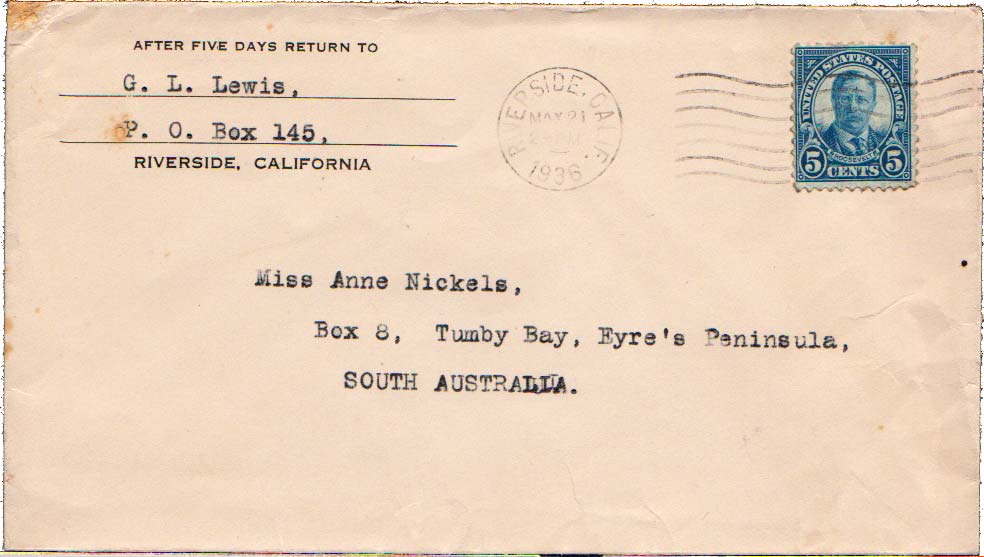 AFTER FIVE DAYS RETURN TO
G. L. Lewis,
P. O. Box 145,
RIVERSIDE, CALIFORNIA
RIVERSIDE, CALIF.
MAY 21
1936
UNITED STATES POSTAGE
ROOSEVELT
5 CENTS 5
Miss Anne Nickels,
Box 8, Tumby Bay, Eyre's Peninsula,
SOUTH AUSTRALIA.